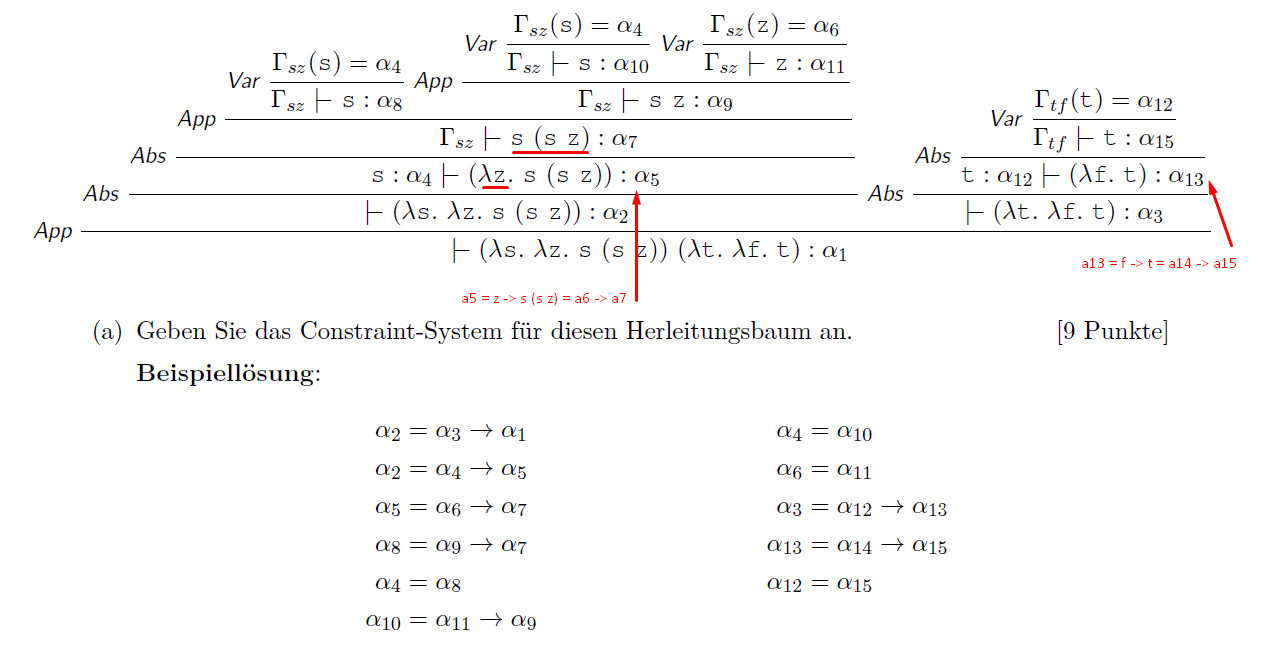 Var Γsz(s) = α4 Var Γsz(z) = α6
Var Γsz(s) = α4 App Γsz ⊢ s : α10 Γsz ⊢ z : α11
Γsz ⊢ s : α8 Γsz ⊢ s z : α9 Var Γtf(t) = α12
App Γsz ⊢ s (s z) : α7 Γtf ⊢ t : α15
Abs s : α4 ⊢ (λz. s (s z)) : α5 Abs t : α12 ⊢ (λf. t) : α13
Abs ⊢ (λs. λz. s (s z)) : α2 Abs ⊢ (λt. λf. t) : α3
App ⊢ (λs. λz. s (s z)) (λt. λf. t) : α1
a13 = f -> t = a14 -> a15
a5 = z -> s (s z) = a6 -> a7
(a) Geben Sie das Constraint-System für diesen Herleitungsbaum an. [9 Punkte]
Beispiellösung:
α2 = α3 → α1 α4 = α10
α2 = α4 → α5 α6 = α11
α5 = α6 → α7 α3 = α12 → α13
α8 = α9 → α7 α13 = α14 → α15
α4 = α8 α12 = α15
α10 = α11 → α9